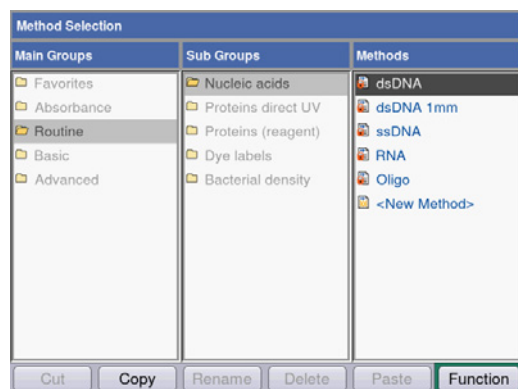 Method Selection
Main Groups
Favorites
Absorbance
Routine
Basic
Advanced
Sub Groups
Nucleic acids
Proteins direct UV
Proteins (reagent)
Dye labels
Bacterial density
Methods
dsDNA
dsDNA 1mm
ssDNA
RNA
Oligo
<New Method>
Cut
Copy
Rename
Delete
Paste
Function